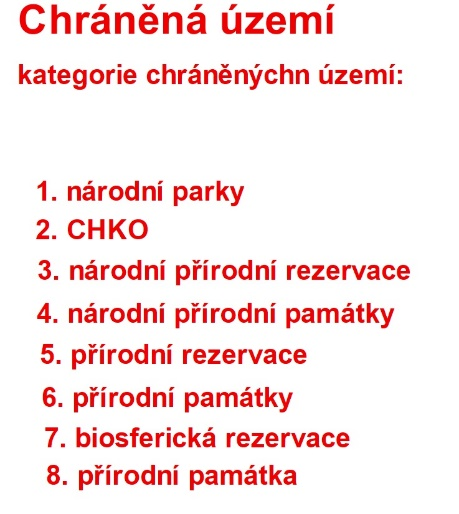 Chráněná území
kategorie chráněnýchn území:
1. národní parky
2. CHKO
3. národní přírodní rezervace
4. národní přírodní památky
5. přírodní rezervace
6. přírodní památky
7. biosferická rezervace
8. přírodní památka